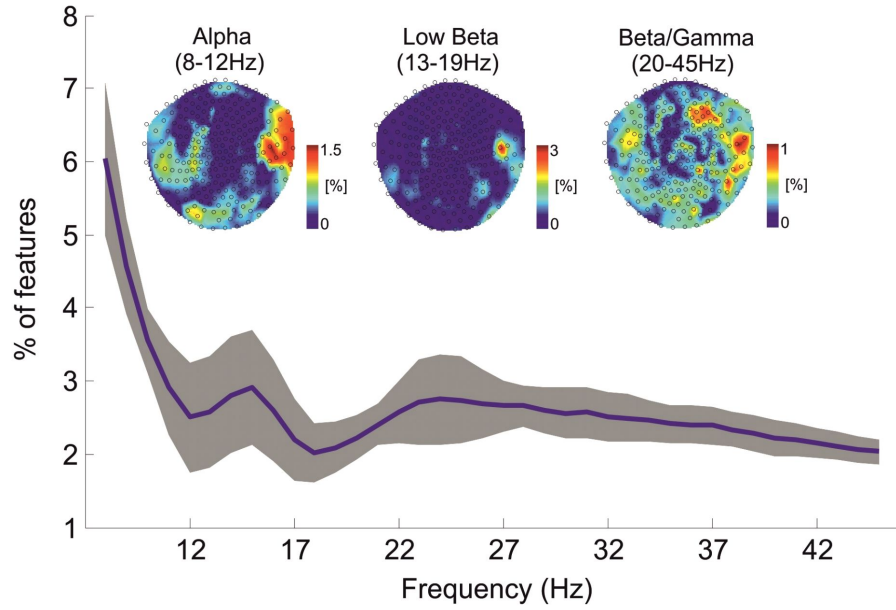 8
7
6
5
4
3
2
1
% of features
Alpha
(8-12Hz)
1.5
[%]
0
Low Beta
(13-19Hz)
3
[%]
0
Beta/Gamma
(20-45Hz)
1
[%]
0
12 17 22 27 32 37 42
Frequency (Hz)